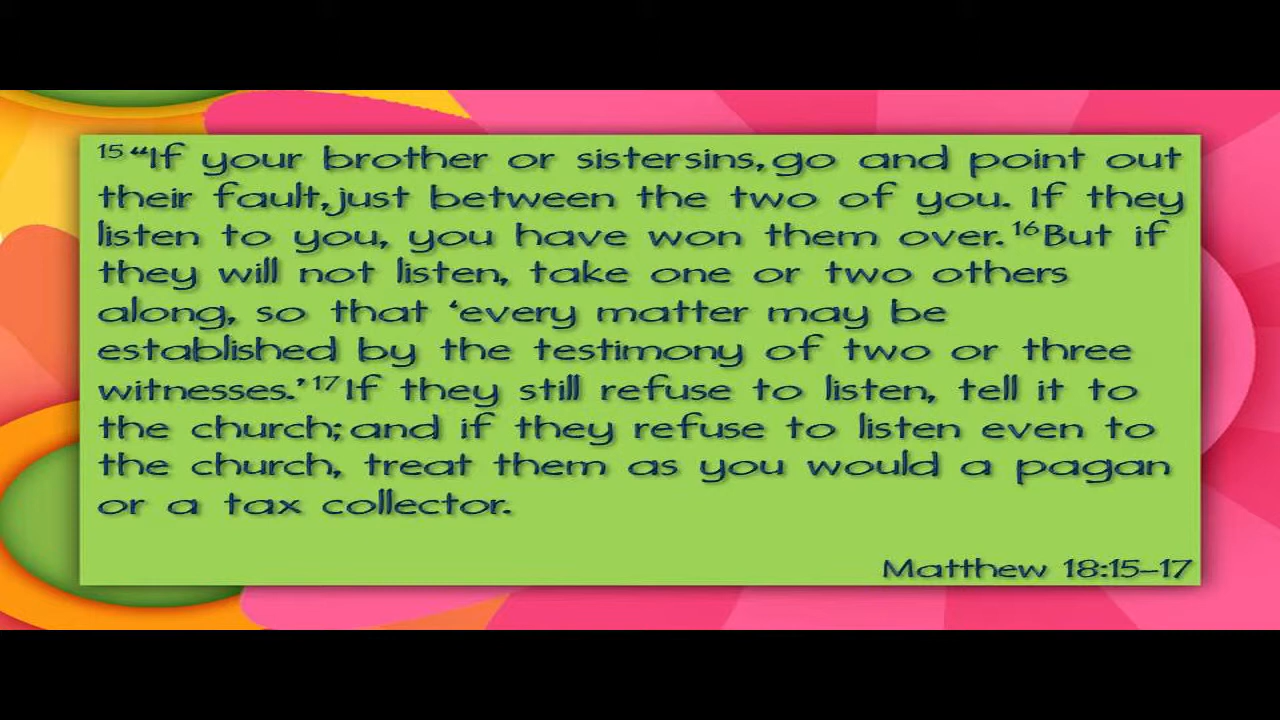 15 “If your brother or sistersins, go and point out
their fault,just between the two of you. If they
listen to you, you have won them over. 16 But if
they will not listen, take one or two others
along, so that ‘every matter may be
established by the testimony of two or three
witnesses.’ 17 If they still refuse to listen, tell it to
the church; and if they refuse to listen even to
the church, treat them as you would a pagan
or a tax collector.
Matthew 18:15–17